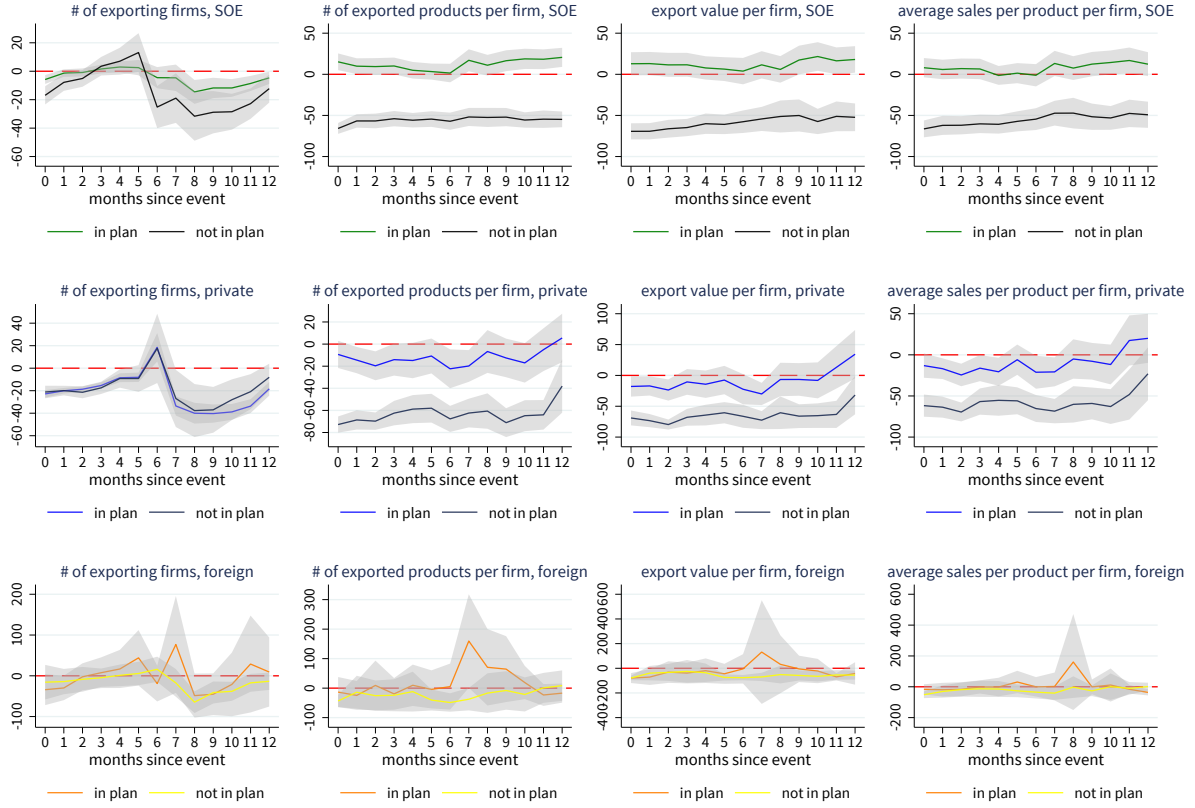 # of exporting firms, SOE
20
0
-20
-40
-60
0 1 2 3 4 5 6 7 8 9 10 11 12
months since event
in plan not in plan
# of exported products per firm, SOE
50
0
-50
-100
0 1 2 3 4 5 6 7 8 9 10 11 12
months since event
in plan not in plan
export value per firm, SOE
50
0
-50
-100
0 1 2 3 4 5 6 7 8 9 10 11 12
months since event
in plan not in plan
average sales per product per firm, SOE
50
0
-50
-100
0 1 2 3 4 5 6 7 8 9 10 11 12
months since event
in plan not in plan
# of exporting firms, private
40
20
0
-20
-40
-60
0 1 2 3 4 5 6 7 8 9 10 11 12
months since event
in plan not in plan
# of exported products per firm, private
20
0
-20
-40
-60
-80
0 1 2 3 4 5 6 7 8 9 10 11 12
months since event
in plan not in plan
export value per firm, private
100
50
0
-50
-100
0 1 2 3 4 5 6 7 8 9 10 11 12
months since event
in plan not in plan
average sales per product per firm, private
50
0
-50
-100
0 1 2 3 4 5 6 7 8 9 10 11 12
months since event
in plan not in plan
# of exporting firms, foreign
200
100
0
-100
0 1 2 3 4 5 6 7 8 9 10 11 12
months since event
in plan not in plan
# of exported products per firm, foreign
300
200
100
0
-100
0 1 2 3 4 5 6 7 8 9 10 11 12
months since event
in plan not in plan
export value per firm, foreign
600
400
200
0
-200
-400
0 1 2 3 4 5 6 7 8 9 10 11 12
months since event
in plan not in plan
average sales per product per firm, foreign
600
400
200
0
-200
0 1 2 3 4 5 6 7 8 9 10 11 12
months since event
in plan not in plan